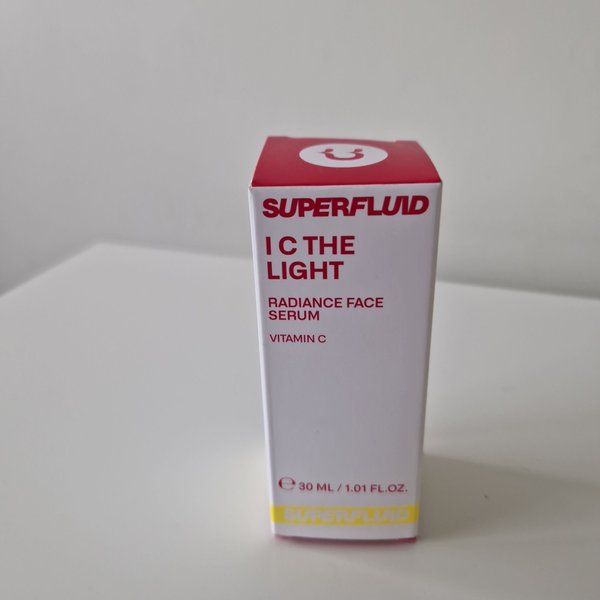 SUPERFLUID
I C THE
LIGHT
RADIANCE FACE
SERUM
VITAMIN C
℮ 30 ML / 1.01 FL.OZ.
SUPERFLUID